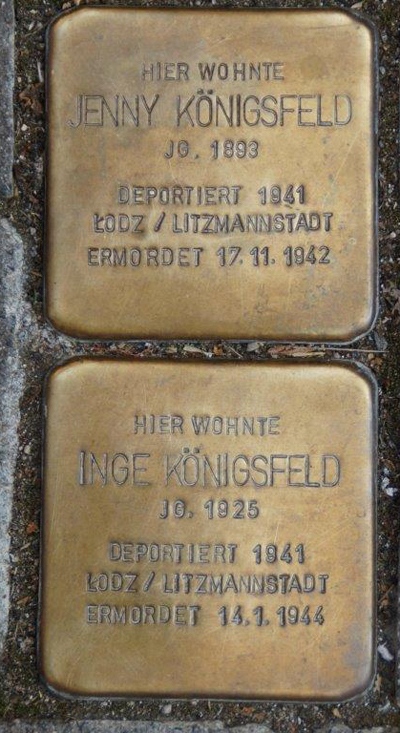 HIER WOHNTE
JENNY KÖNIGSFELD
JG. 1893
DEPORTIERT 1941
ŁODZ / LITZMANNSTADT
ERMORDET 17.11.1942
HIER WOHNTE
INGE KÖNIGSFELD
JG. 1925
DEPORTIERT 1941
ŁODZ / LITZMANNSTADT
ERMORDET 14.1.1944